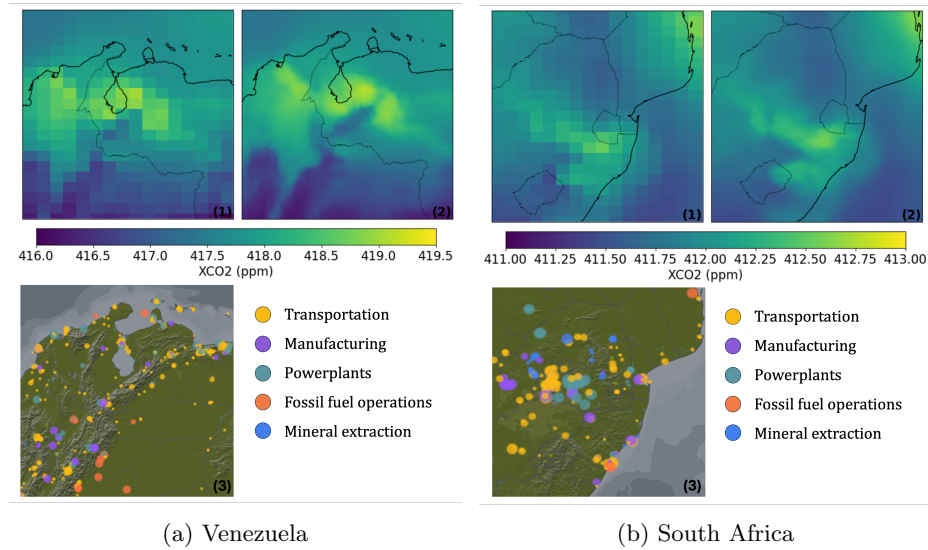 (1)
(2)
416.0 416.5 417.0 417.5 418.0 418.5 419.0 419.5
XCO2 (ppm)
Transportation
Manufacturing
Powerplants
Fossil fuel operations
Mineral extraction
(3)
(a) Venezuela
(1)
(2)
411.00 411.25 411.50 411.75 412.00 412.25 412.50 412.75 413.00
XCO2 (ppm)
Transportation
Manufacturing
Powerplants
Fossil fuel operations
Mineral extraction
(3)
(b) South Africa